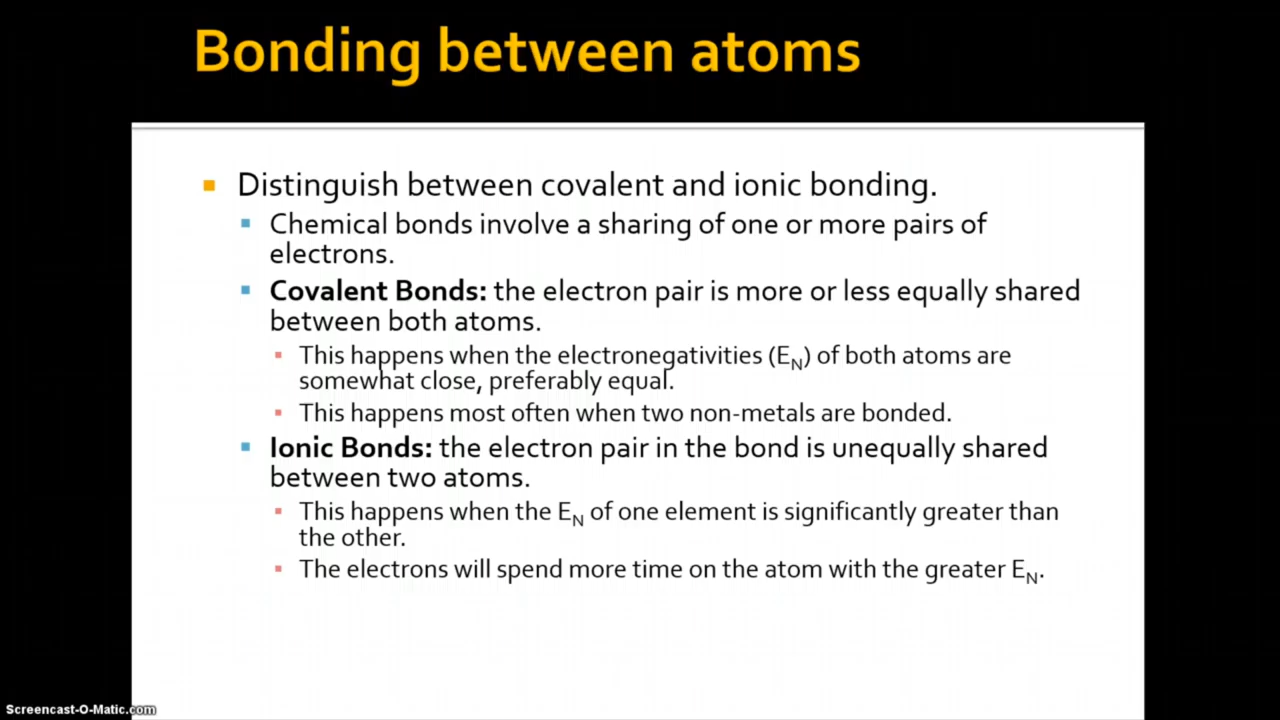 Bonding between atoms
Distinguish between covalent and ionic bonding.
Chemical bonds involve a sharing of one or more pairs of
electrons.
Covalent Bonds: the electron pair is more or less equally shared
between both atoms.
This happens when the electronegativities (EN) of both atoms are
somewhat close, preferably equal.
This happens most often when two non-metals are bonded.
Ionic Bonds: the electron pair in the bond is unequally shared
between two atoms.
This happens when the EN of one element is significantly greater than
the other.
The electrons will spend more time on the atom with the greater EN.
Screencast-O-Matic.com